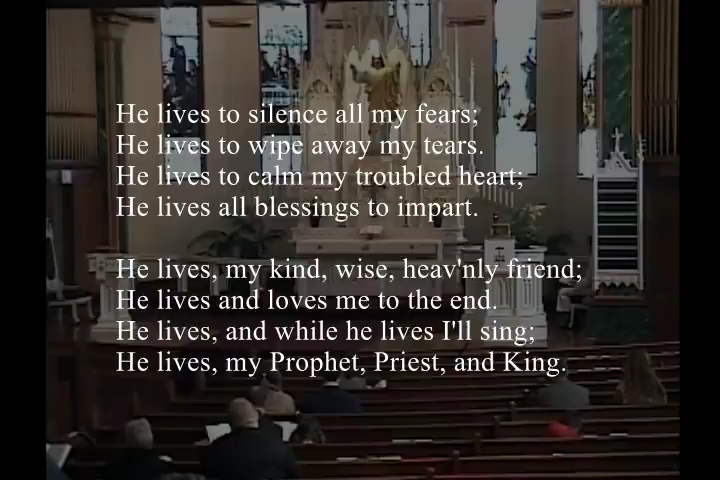 He lives to silence all my fears;
He lives to wipe away my tears.
He lives to calm my troubled heart;
He lives all blessings to impart.
He lives, my kind, wise, heav'nly friend;
He lives and loves me to the end.
He lives, and while he lives I'll sing;
He lives, my Prophet, Priest, and King.